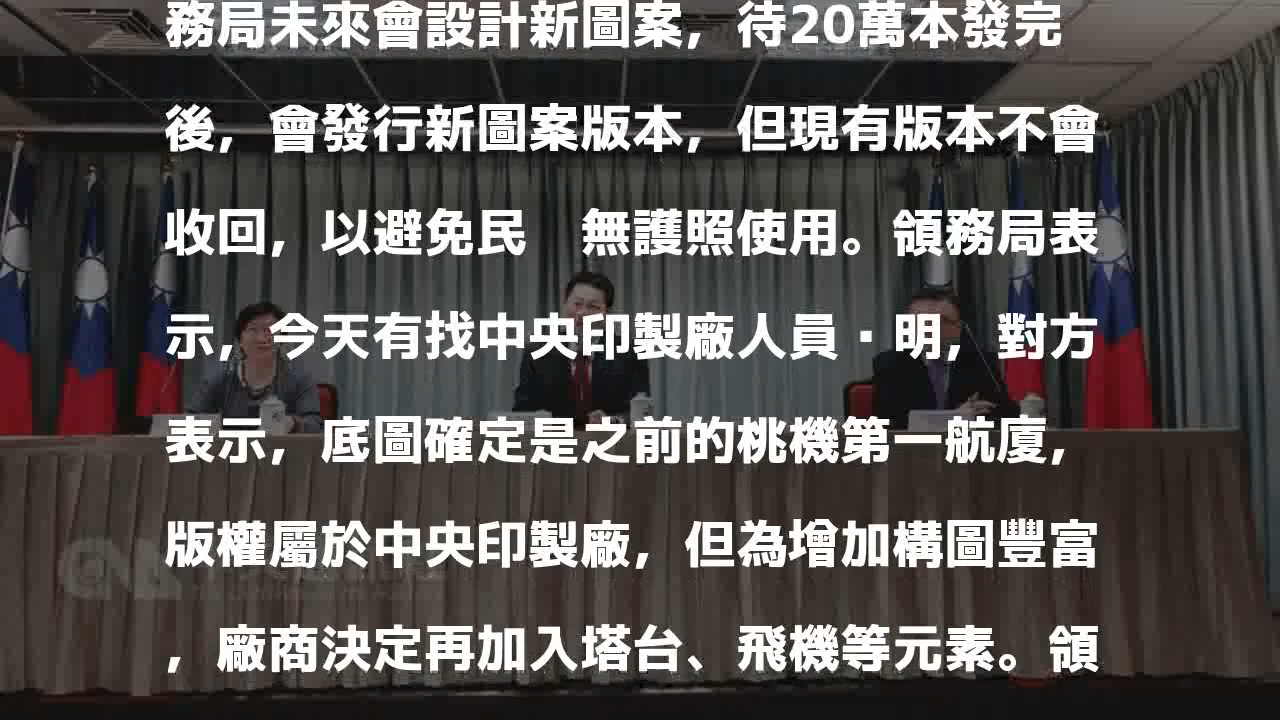 務局未來會設計新圖案，待20萬本發完
後，會發行新圖案版本，但現有版本不會
收回，以避免民　無護照使用。領務局表
示，今天有找中央印製廠人員·明，對方
表示，底圖確定是之前的桃機第一航廈，
版權屬於中央印製廠，但為增加構圖豐富
，廠商決定再加入塔台、飛機等元素。領
CNA